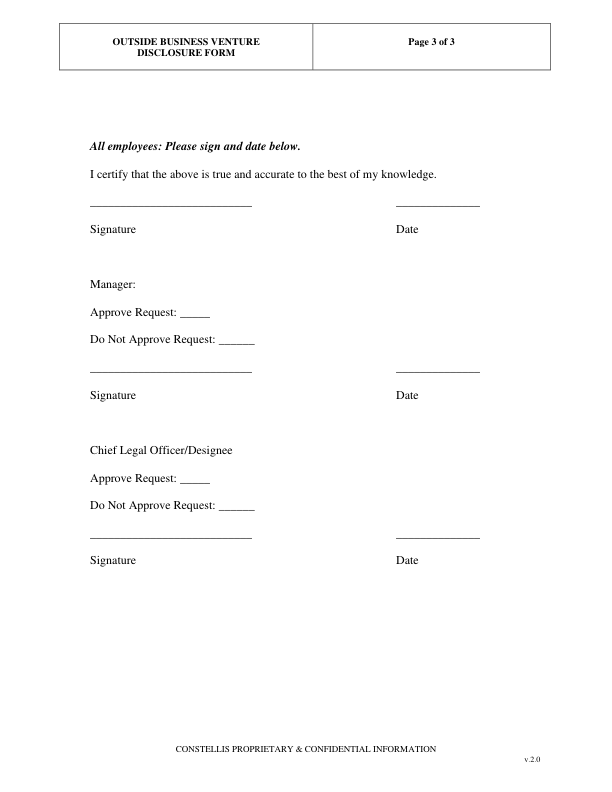 OUTSIDE BUSINESS VENTURE
DISCLOSURE FORM
Page 3 of 3
All employees: Please sign and date below.
I certify that the above is true and accurate to the best of my knowledge.
___________________________ ______________
Signature Date
Manager:
Approve Request: _____
Do Not Approve Request: ______
___________________________ ______________
Signature Date
Chief Legal Officer/Designee
Approve Request: _____
Do Not Approve Request: ______
___________________________ ______________
Signature Date
CONSTELLIS PROPRIETARY & CONFIDENTIAL INFORMATION
v.2.0